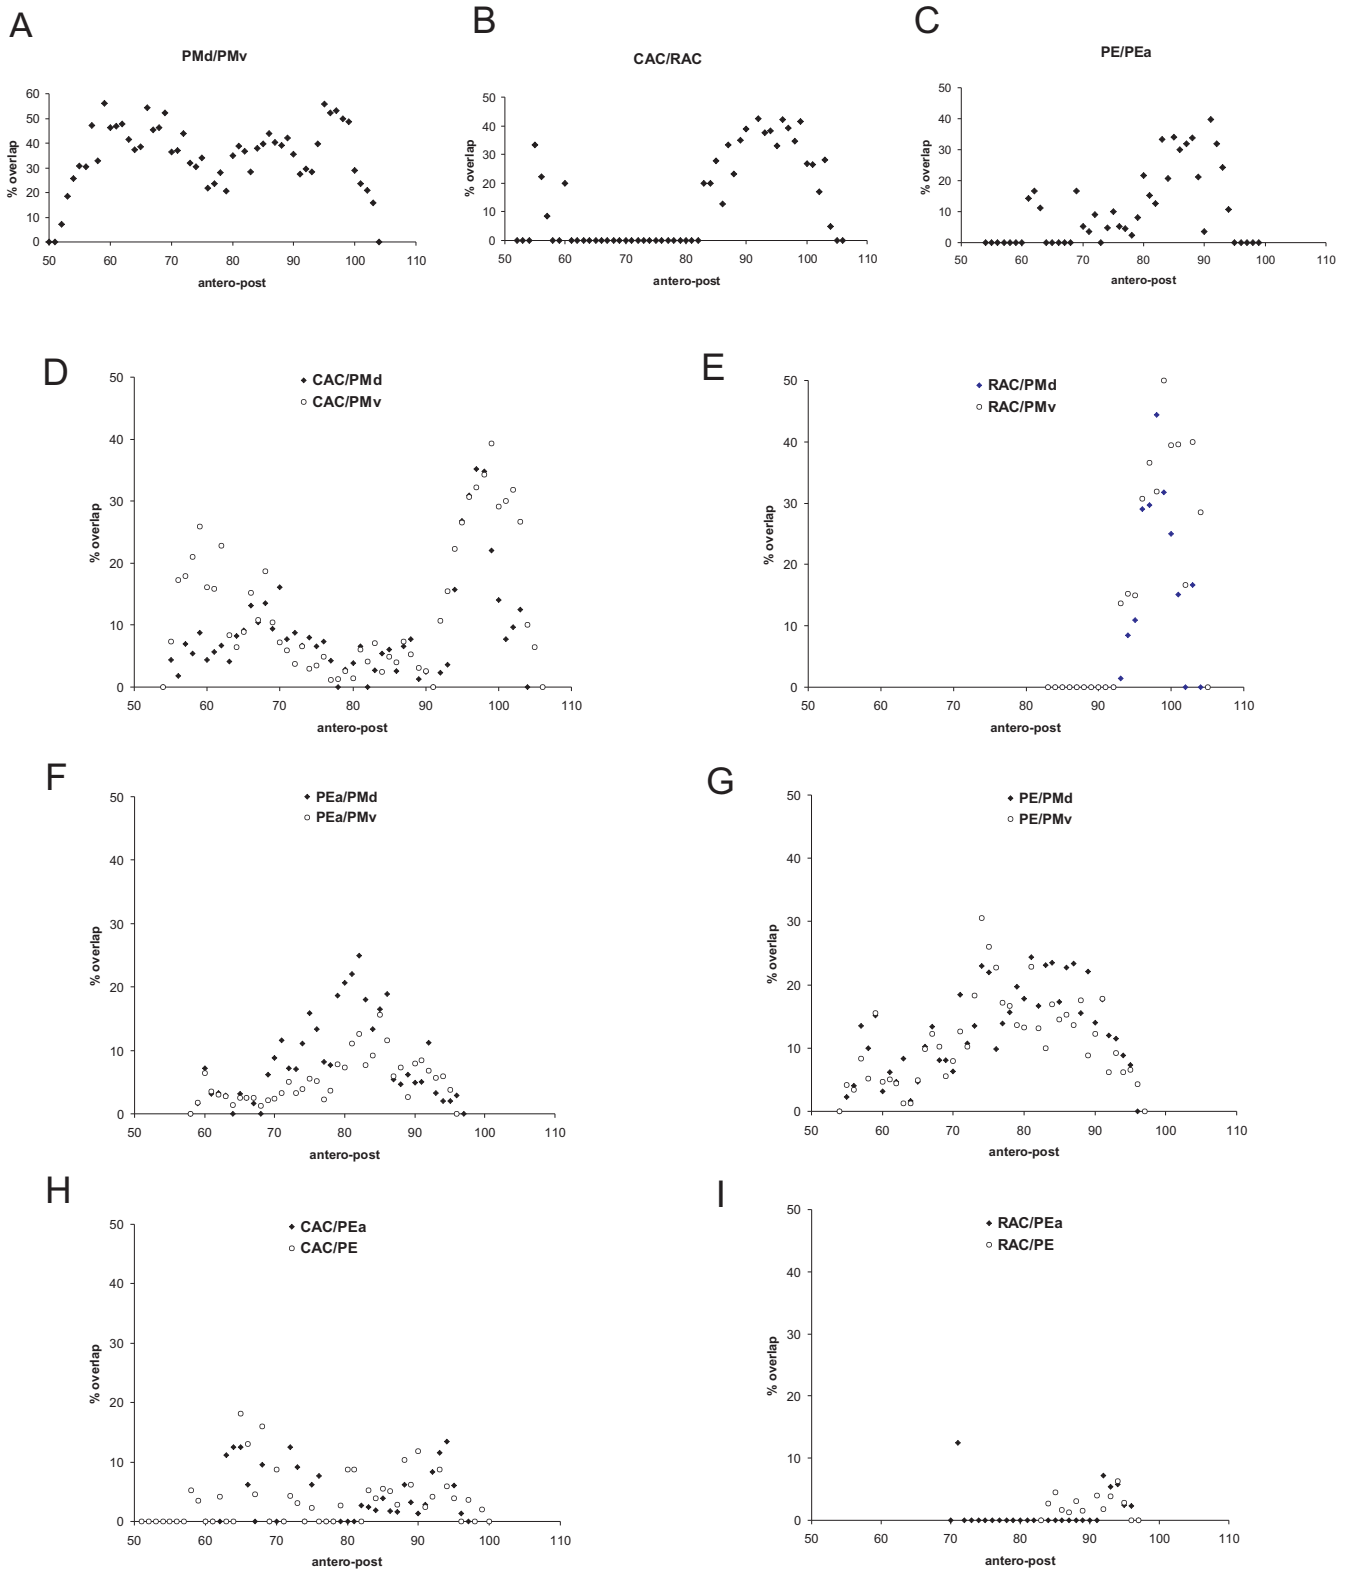 A
PMd/PMv
60
50
40
30
20
10
0
% overlap
50 60 70 80 90 100 110
antero-post
B
CAC/RAC
50
40
30
20
10
0
% overlap
50 60 70 80 90 100 110
antero-post
C
PE/PEa
50
40
30
20
10
0
% overlap
50 60 70 80 90 100 110
antero-post
D
CAC/PMd
CAC/PMv
50
40
30
20
10
0
% overlap
50 60 70 80 90 100 110
antero-post
E
RAC/PMd
RAC/PMv
50
40
30
20
10
0
% overlap
50 60 70 80 90 100 110
antero-post
F
PEa/PMd
PEa/PMv
50
40
30
20
10
0
% overlap
50 60 70 80 90 100 110
antero-post
G
PE/PMd
PE/PMv
50
40
30
20
10
0
% overlap
50 60 70 80 90 100 110
antero-post
H
CAC/PEa
CAC/PE
50
40
30
20
10
0
% overlap
50 60 70 80 90 100 110
antero-post
I
RAC/PEa
RAC/PE
50
40
30
20
10
0
% overlap
50 60 70 80 90 100 110
antero-post